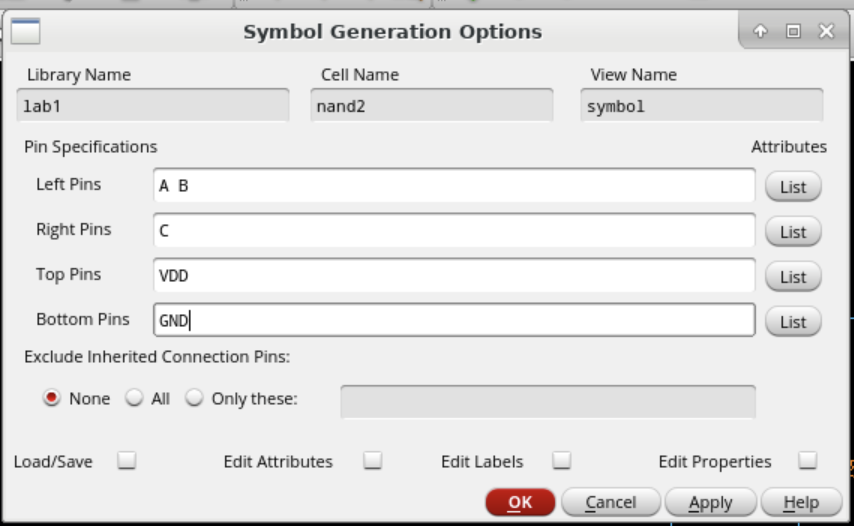 Symbol Generation Options
Library Name Cell Name View Name
lab1 nand2 symbol
Pin Specifications Attributes
Left Pins A B List
Right Pins C List
Top Pins VDD List
Bottom Pins GND List
Exclude Inherited Connection Pins:
None All Only these:
Load/Save Edit Attributes Edit Labels Edit Properties
OK Cancel Apply Help